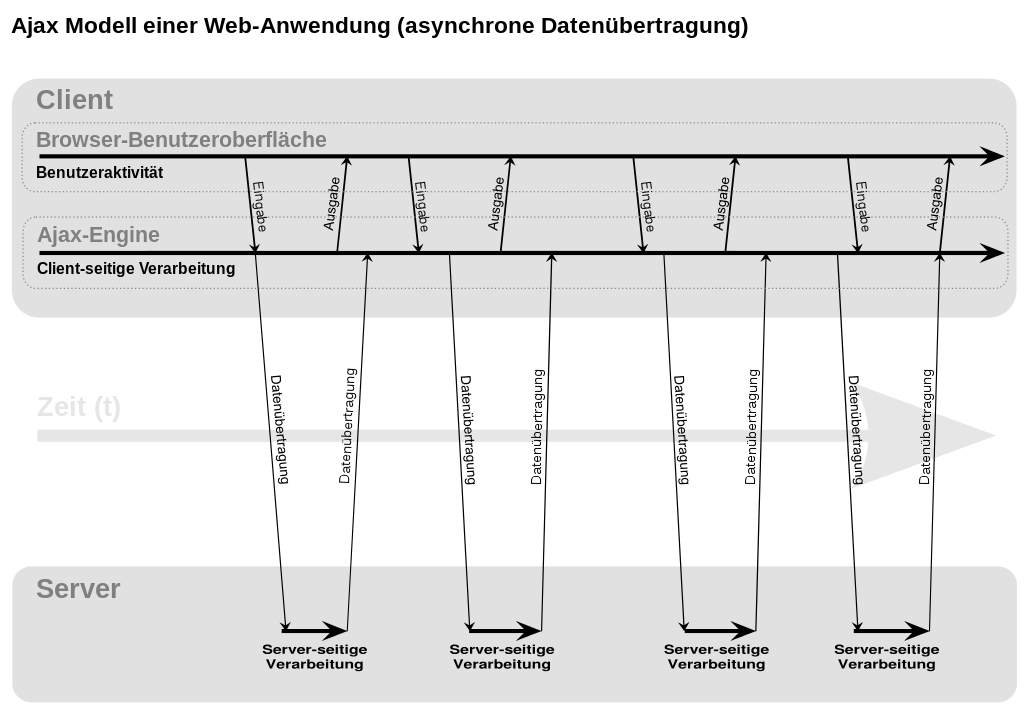 Ajax Modell einer Web-Anwendung (asynchrone Datenübertragung)
Client
Browser-Benutzeroberfläche
Benutzeraktivität
Eingabe
Ausgabe
Eingabe
Ausgabe
Eingabe
Ausgabe
Eingabe
Ausgabe
Ajax-Engine
Client-seitige Verarbeitung
Datenübertragung
Datenübertragung
Datenübertragung
Datenübertragung
Datenübertragung
Datenübertragung
Datenübertragung
Datenübertragung
Zeit (t)
Server
Server-seitige
Verarbeitung
Server-seitige
Verarbeitung
Server-seitige
Verarbeitung
Server-seitige
Verarbeitung